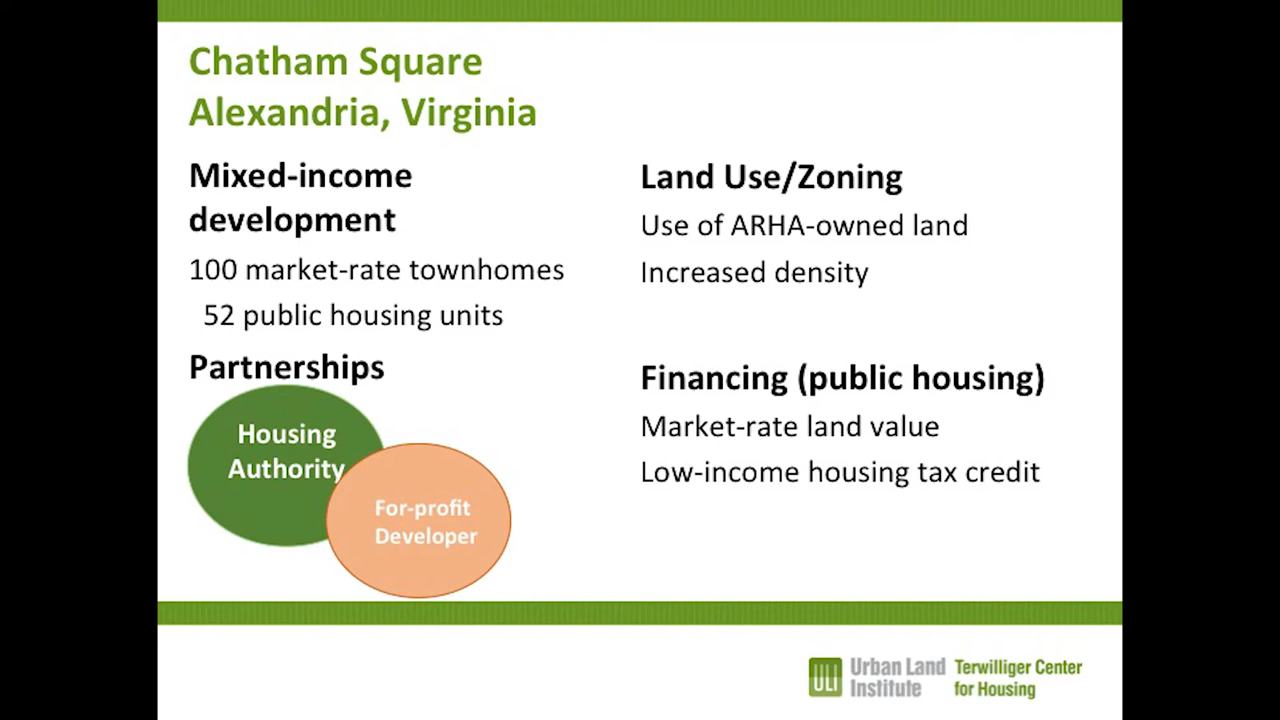 Chatham Square
Alexandria, Virginia
Mixed-income
development
100 market-rate townhomes
52 public housing units
Partnerships
Housing
Authority
For-profit
Developer
Land Use/Zoning
Use of ARHA-owned land
Increased density
Financing (public housing)
Market-rate land value
Low-income housing tax credit
ULI
Urban Land
Institute
Terwilliger Center
for Housing